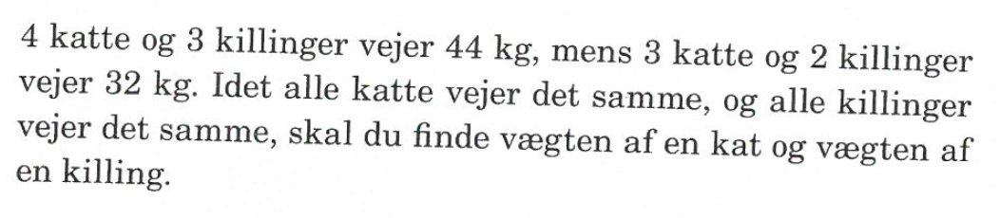 4 katte og 3 killinger vejer 44 kg, mens 3 katte og 2 killinger
vejer 32 kg. Idet alle katte vejer det samme, og alle killinger
vejer det samme, skal du finde vægten af en kat og vægten af
en killing.